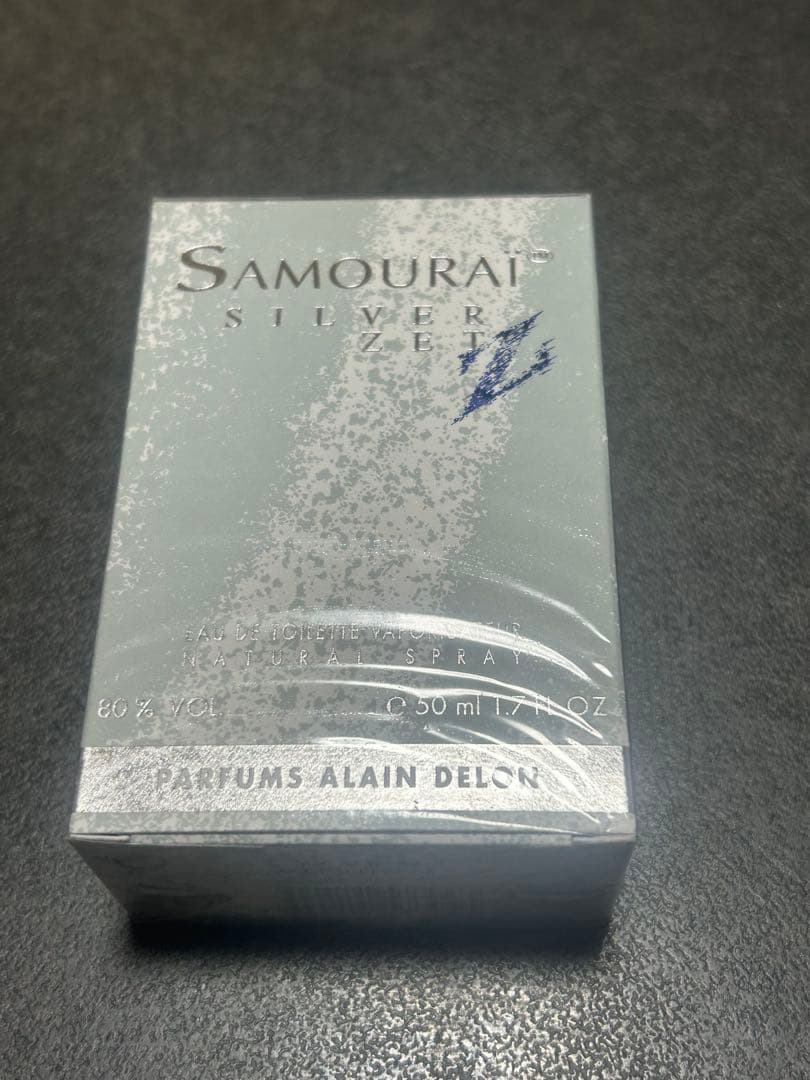 SAMOURAÏ™
SILVER
ZET
Z
EAU DE TOILETTE VAPORISATEUR
NATURAL SPRAY
80 % VOL. ℮ 50 ml 1.7 FL OZ
PARFUMS ALAIN DELON